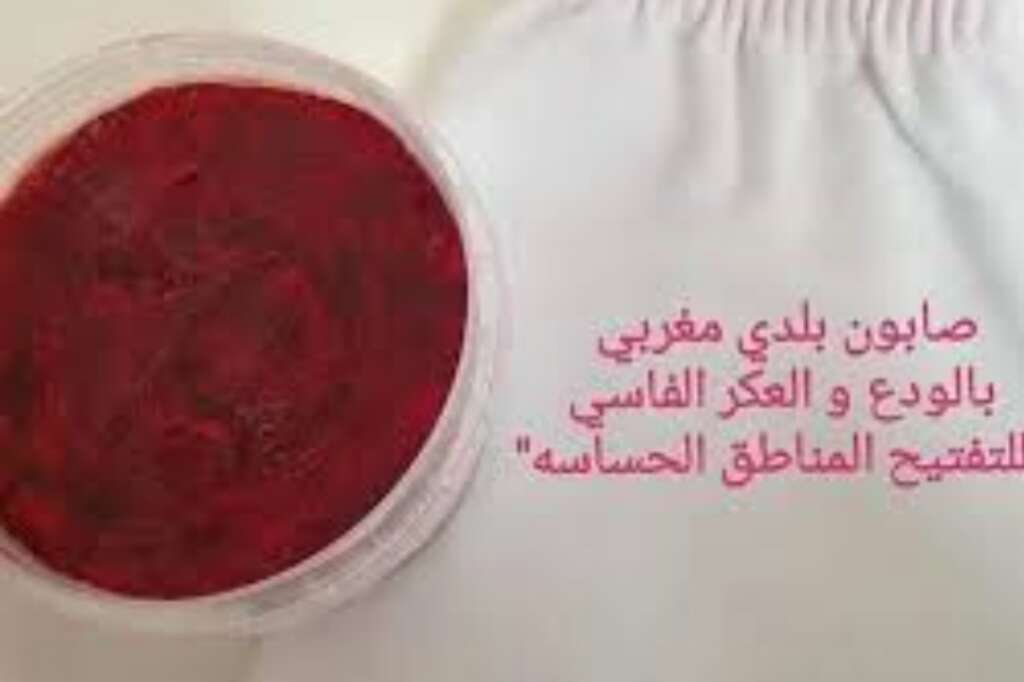 صابون بلدي مغربي
بالودع و العكر الفاسي
للتفتيح المناطق الحساسه"